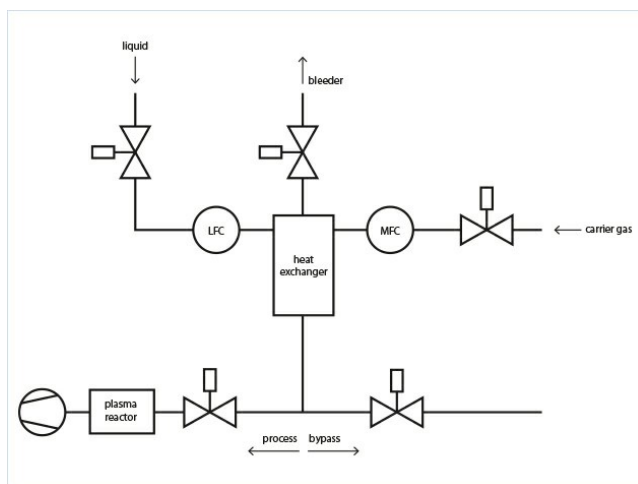 liquid
bleeder
LFC
heat
exchanger
MFC
carrier gas
plasma
reactor
process bypass